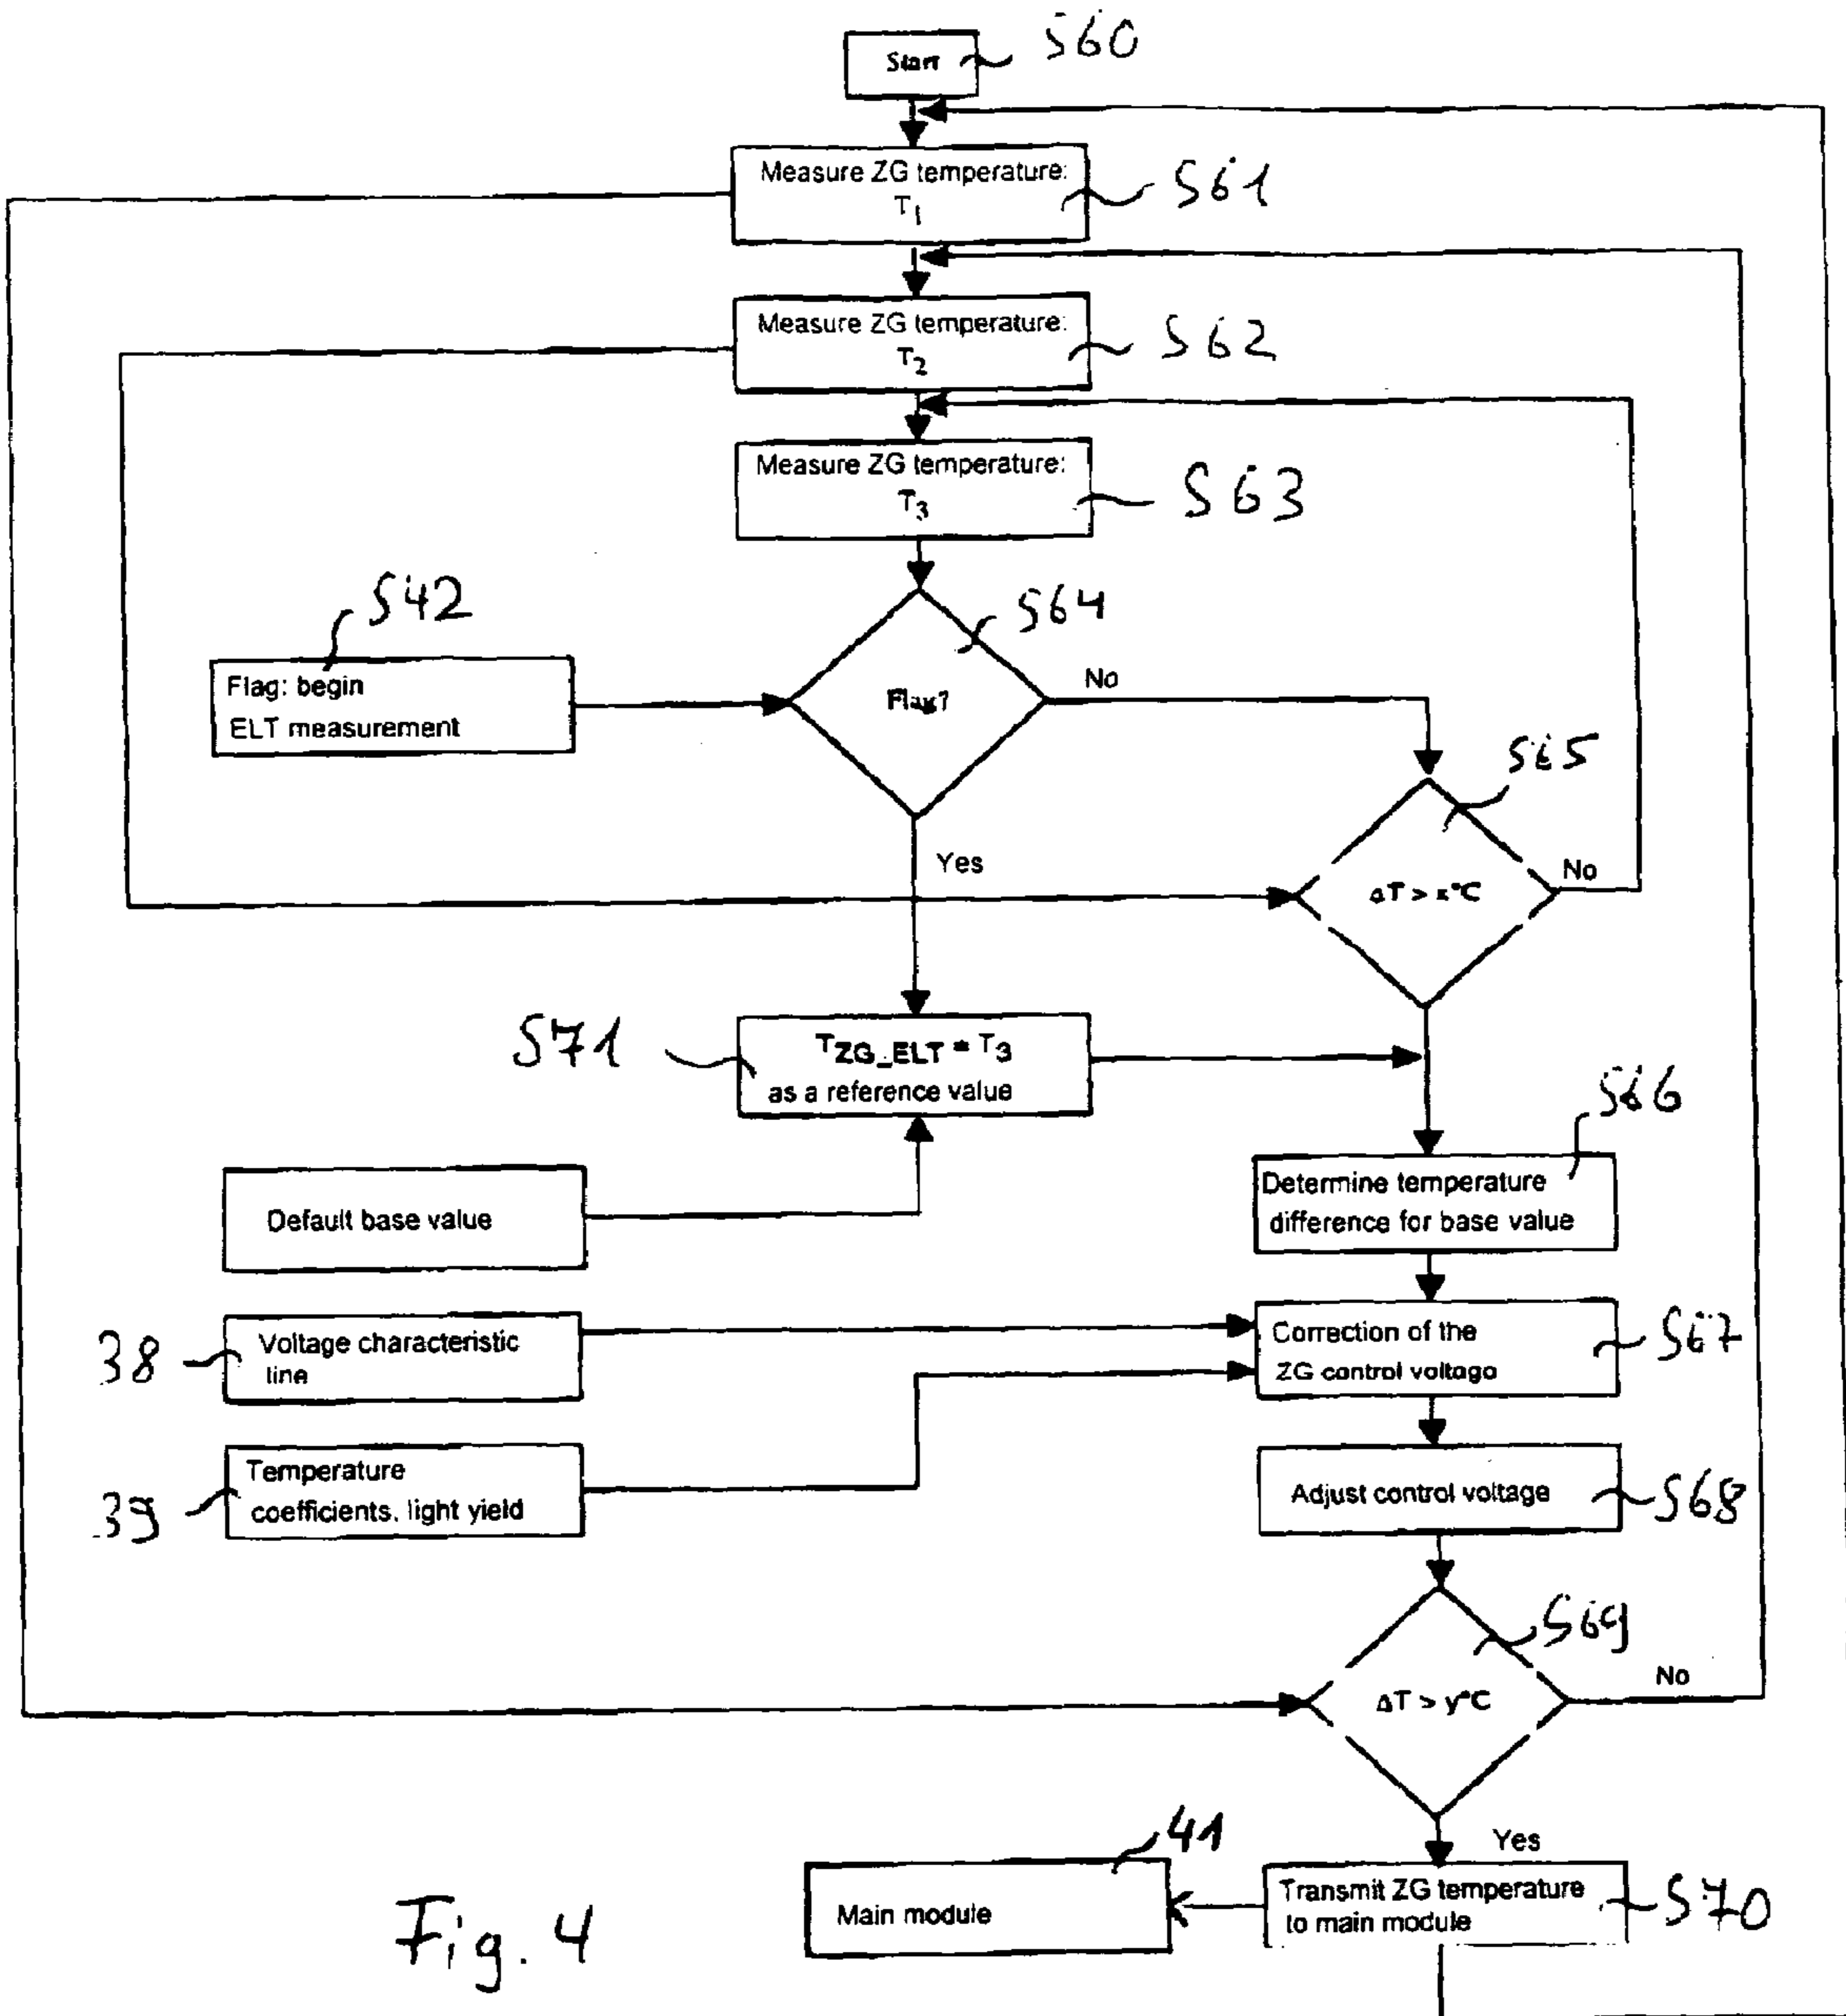 Start
S60
Measure ZG temperature:
T1
S61
Measure ZG temperature:
T2
S62
Measure ZG temperature:
T3
S63
S42
Flag: begin
ELT measurement
S64
Flag?
No
Yes
S65
ΔT > x°C
No
S71
TZG_ELT = T3
as a reference value
S66
Determine temperature
difference for base value
Default base value
38
Voltage characteristic
line
Correction of the
ZG control voltage
S67
39
Temperature
coefficients, light yield
Adjust control voltage
S68
S69
ΔT > y°C
No
Yes
41
Main module
Transmit ZG temperature
to main module
S70
Fig. 4